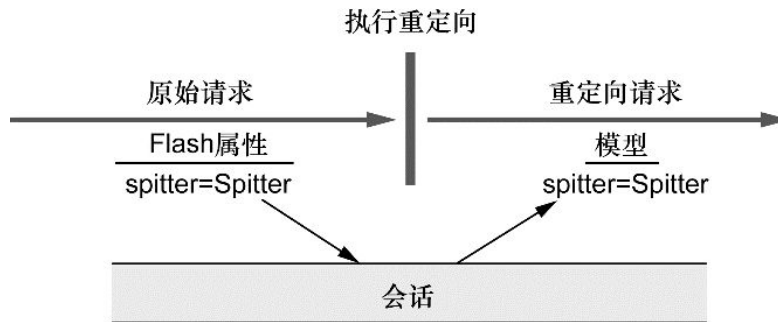 执行重定向
原始请求
重定向请求
Flash属性
模型
spitter=Spitter
spitter=Spitter
会话